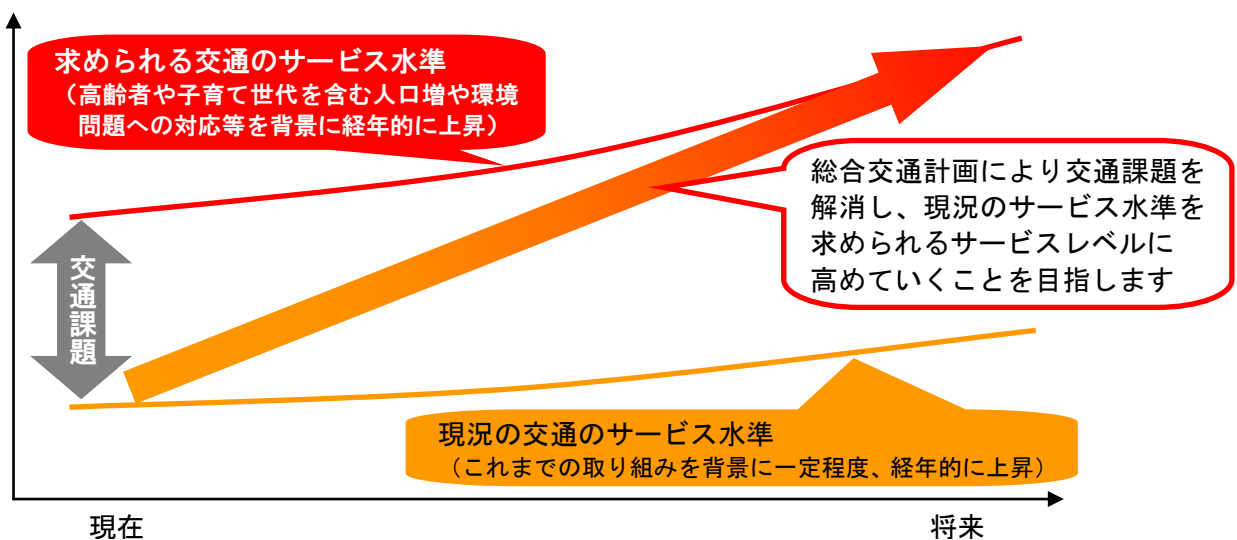 求められる交通のサービス水準
（高齢者や子育て世代を含む人口増や環境
問題への対応等を背景に経年的に上昇）
総合交通計画により交通課題を
解消し、現況のサービス水準を
求められるサービスレベルに
高めていくことを目指します
交通課題
現況の交通のサービス水準
（これまでの取り組みを背景に一定程度、経年的に上昇）
現在
将来